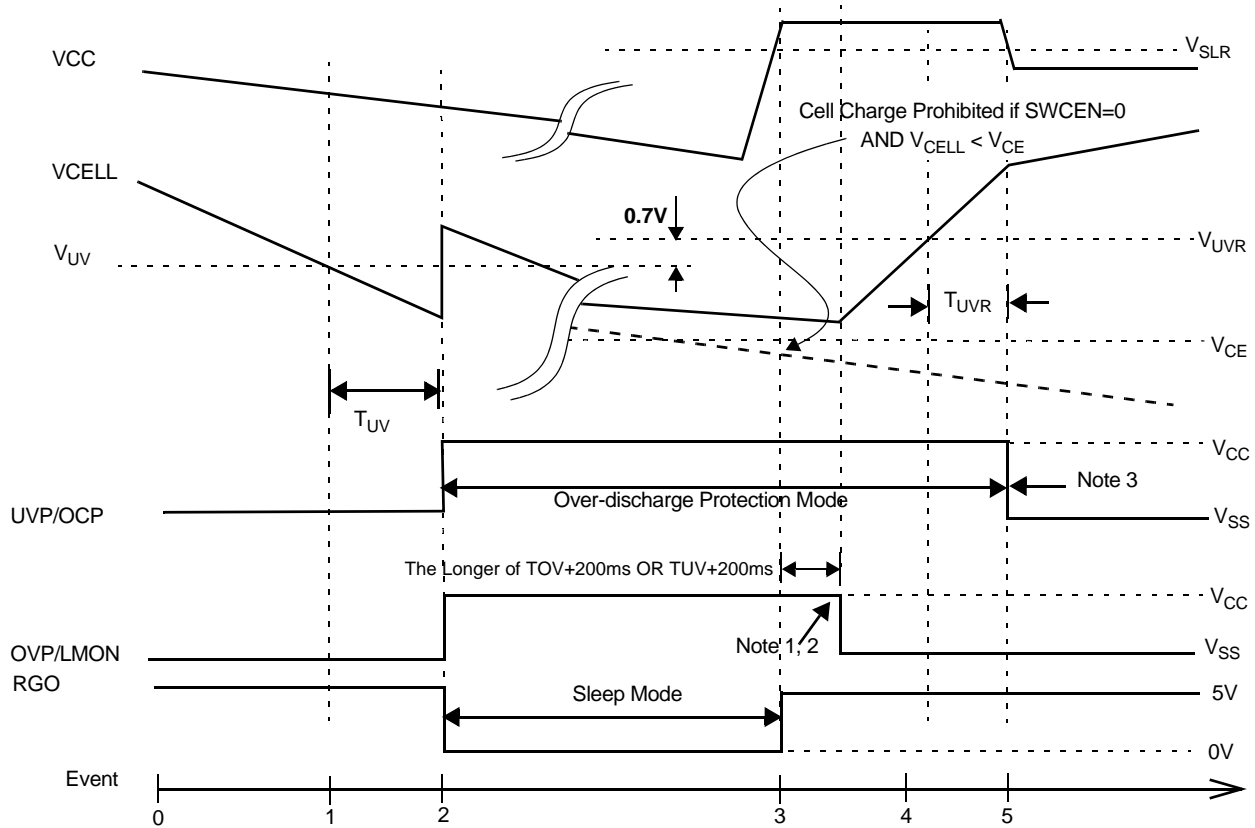 VCC
V_SLR
Cell Charge Prohibited if SWCEN=0
AND V_CELL < V_CE
VCELL
0.7V
V_UV
V_UVR
T_UVR
V_CE
T_UV
V_CC
Note 3
Over-discharge Protection Mode
UVP/OCP
V_SS
The Longer of TOV+200ms OR TUV+200ms
V_CC
Note 1, 2
OVP/LMON
V_SS
RGO
5V
Sleep Mode
0V
Event
0 1 2 3 4 5